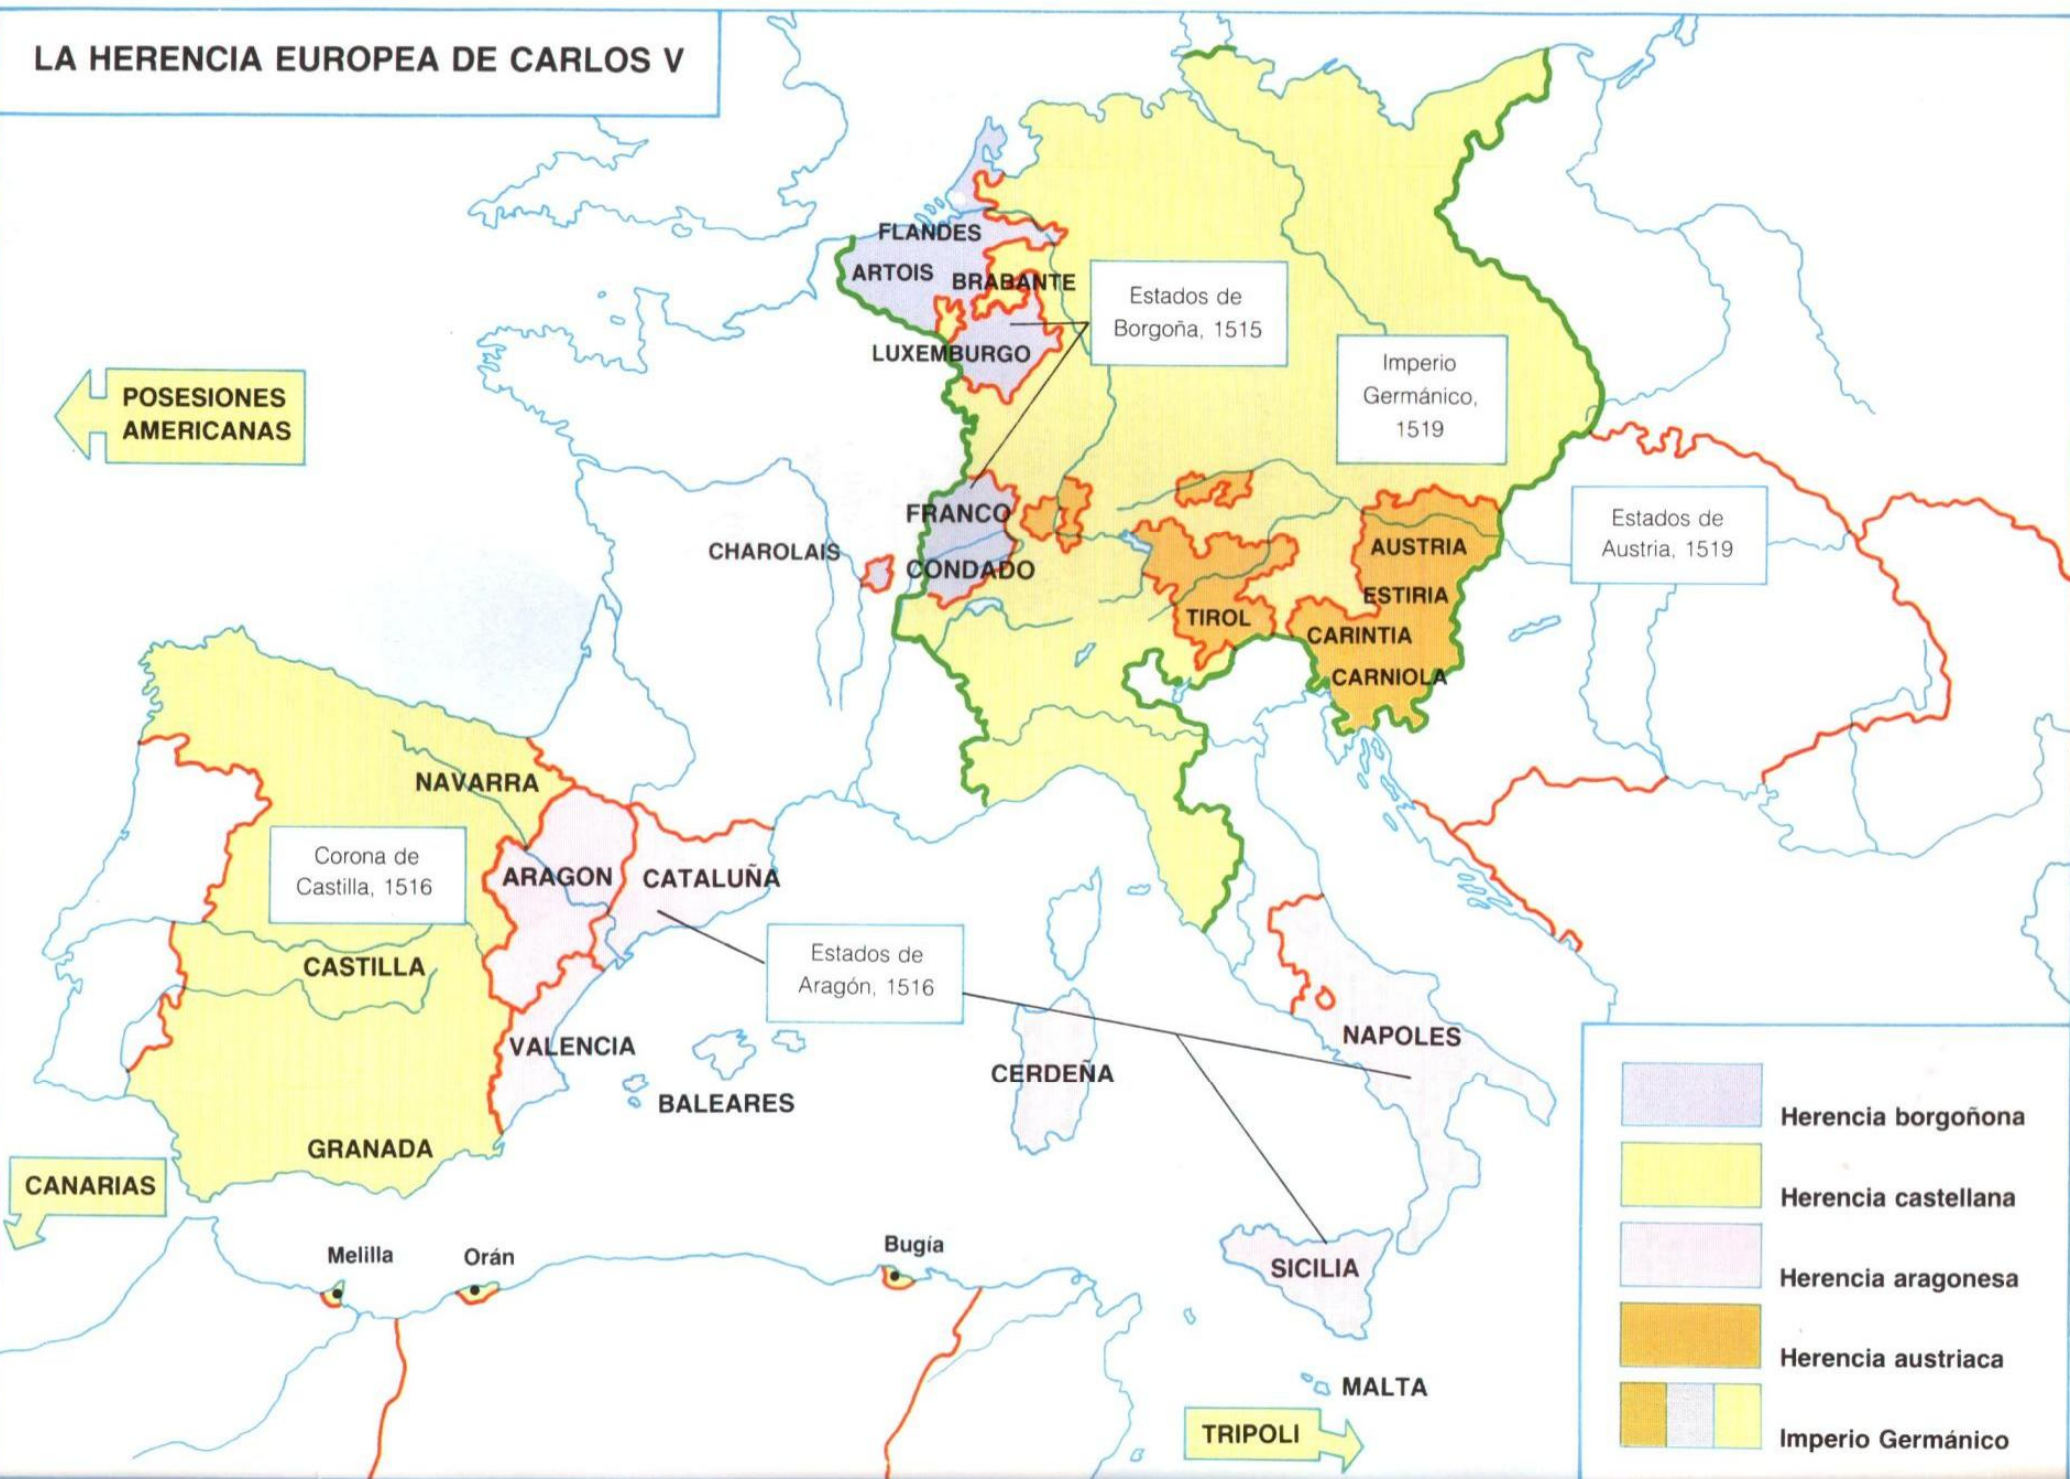 LA HERENCIA EUROPEA DE CARLOS V
FLANDES
ARTOIS
BRABANTE
Estados de
Borgoña, 1515
LUXEMBURGO
Imperio
Germánico,
1519
POSESIONES
AMERICANAS
FRANCO
CONDADO
CHAROLAIS
Estados de
Austria, 1519
AUSTRIA
ESTIRIA
TIROL
CARINTIA
CARNIOLA
NAVARRA
Corona de
Castilla, 1516
ARAGON
CATALUÑA
Estados de
Aragón, 1516
CASTILLA
VALENCIA
BALEARES
CERDEÑA
NAPOLES
GRANADA
CANARIAS
Melilla
Orán
Bugía
SICILIA
MALTA
TRIPOLI
Herencia borgoñona
Herencia castellana
Herencia aragonesa
Herencia austriaca
Imperio Germánico